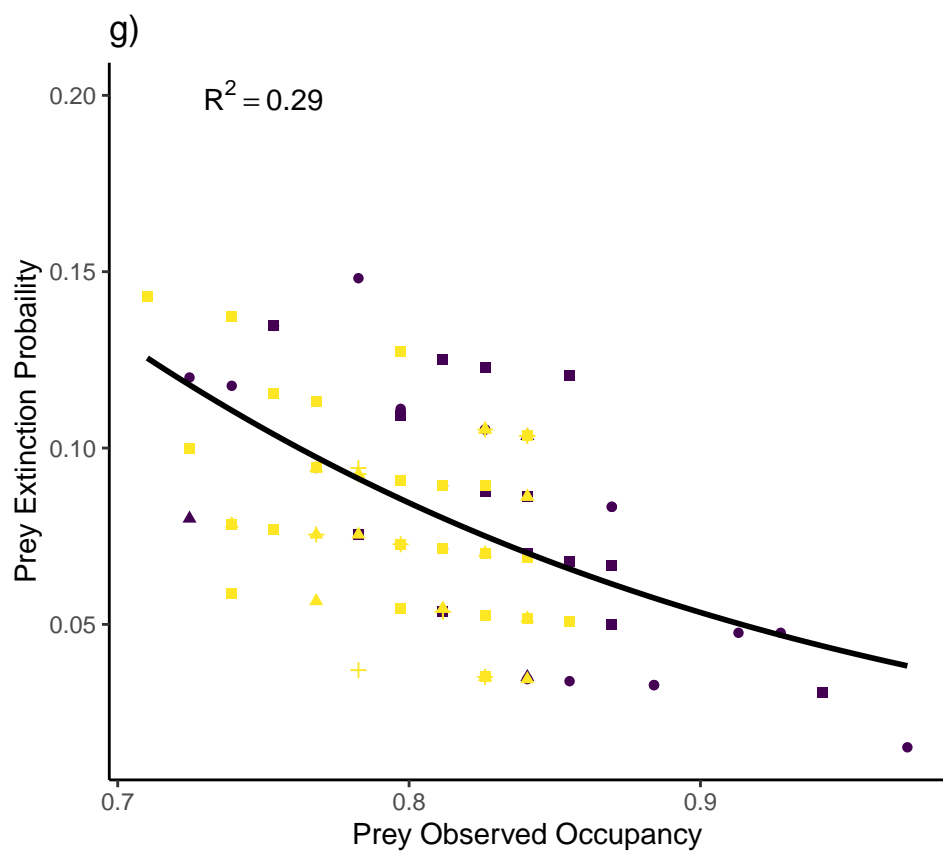 g)
R² = 0.29
0.20
0.15
0.10
0.05
Prey Extinction Probaility
0.7 0.8 0.9
Prey Observed Occupancy